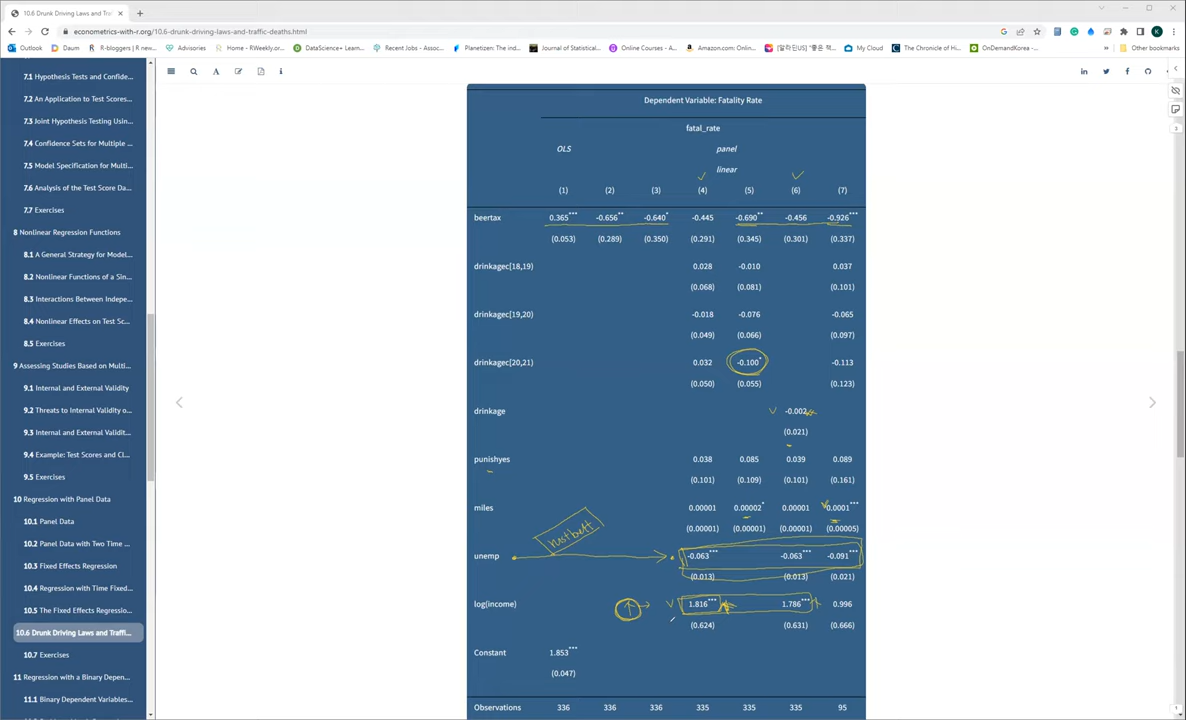 10.6 Drunk Driving Laws and Traffic
econometrics-with-r.org/10.6-drunk-driving-laws-and-traffic-deaths.html
Outlook Daum R-bloggers | R new... Advisories Home - RWeekly.or... DataScience+ Learn... Recent Jobs - Assoc... Planetizen: The ind... Journal of Statistical... Online Courses - A... Amazon.com: Onlin... My Cloud The Chronicle of Hi... OnDemandKorea -... » Other bookmarks
7.1 Hypothesis Tests and Confide...
7.2 An Application to Test Scores...
7.3 Joint Hypothesis Testing Usin...
7.4 Confidence Sets for Multiple ...
7.5 Model Specification for Multi...
7.6 Analysis of the Test Score Da...
7.7 Exercises
8 Nonlinear Regression Functions
8.1 A General Strategy for Model...
8.2 Nonlinear Functions of a Sin...
8.3 Interactions Between Indepe...
8.4 Nonlinear Effects on Test Sc...
8.5 Exercises
9 Assessing Studies Based on Multi...
9.1 Internal and External Validity
9.2 Threats to Internal Validity o...
9.3 Internal and External Validit...
9.4 Example: Test Scores and Cl...
9.5 Exercises
10 Regression with Panel Data
10.1 Panel Data
10.2 Panel Data with Two Time ...
10.3 Fixed Effects Regression
10.4 Regression with Time Fixed...
10.5 The Fixed Effects Regressio...
10.6 Drunk Driving Laws and Traffi...
10.7 Exercises
11 Regression with a Binary Depen...
11.1 Binary Dependent Variables...
Dependent Variable: Fatality Rate
fatal_rate
OLS panel
linear
(1) (2) (3) (4) (5) (6) (7)
beertax 0.365*** -0.656** -0.640* -0.445 -0.690** -0.456 -0.926***
(0.053) (0.289) (0.350) (0.291) (0.345) (0.301) (0.337)
drinkagec[18,19) 0.028 -0.010 0.037
(0.068) (0.081) (0.101)
drinkagec[19,20) -0.018 -0.076 -0.065
(0.049) (0.066) (0.097)
drinkagec[20,21) 0.032 -0.100* -0.113
(0.050) (0.055) (0.123)
drinkage -0.002
(0.021)
punishyes 0.038 0.085 0.039 0.089
(0.101) (0.109) (0.101) (0.161)
miles 0.00001 0.00002* 0.00001 0.0001***
(0.00001) (0.00001) (0.00001) (0.00005)
rustbelt
unemp -0.063*** -0.063*** -0.091***
(0.013) (0.013) (0.021)
log(income) 1.816*** 1.786*** 0.996
(0.624) (0.631) (0.666)
Constant 1.853***
(0.047)
Observations 336 336 336 335 335 335 95